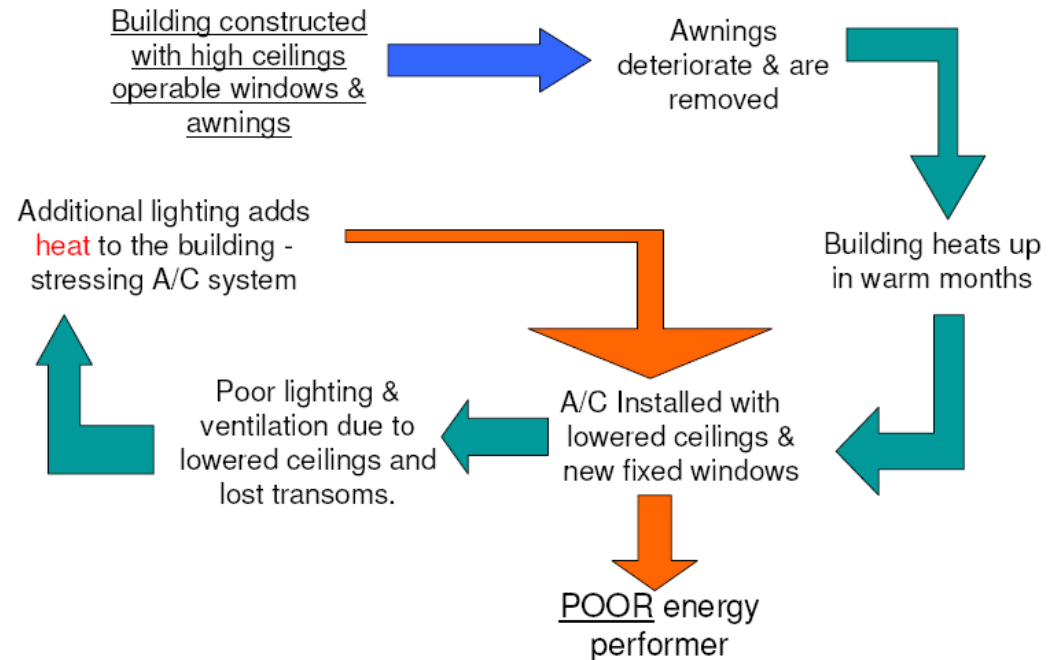 Building constructed
with high ceilings
operable windows &
awnings
Awnings
deteriorate & are
removed
Building heats up
in warm months
A/C Installed with
lowered ceilings &
new fixed windows
Poor lighting &
ventilation due to
lowered ceilings and
lost transoms.
Additional lighting adds
heat to the building -
stressing A/C system
POOR energy
performer